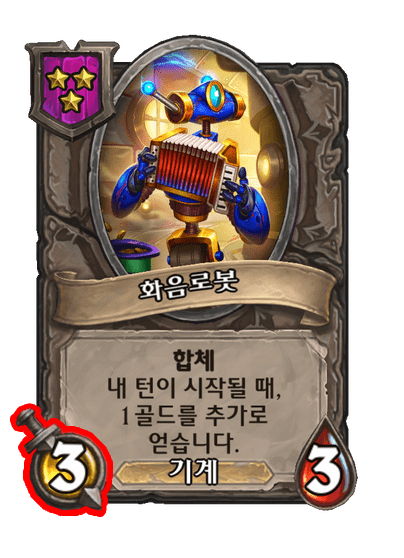 화음로봇
합체
내 턴이 시작될 때,
1골드를 추가로
얻습니다.
3
기계
3